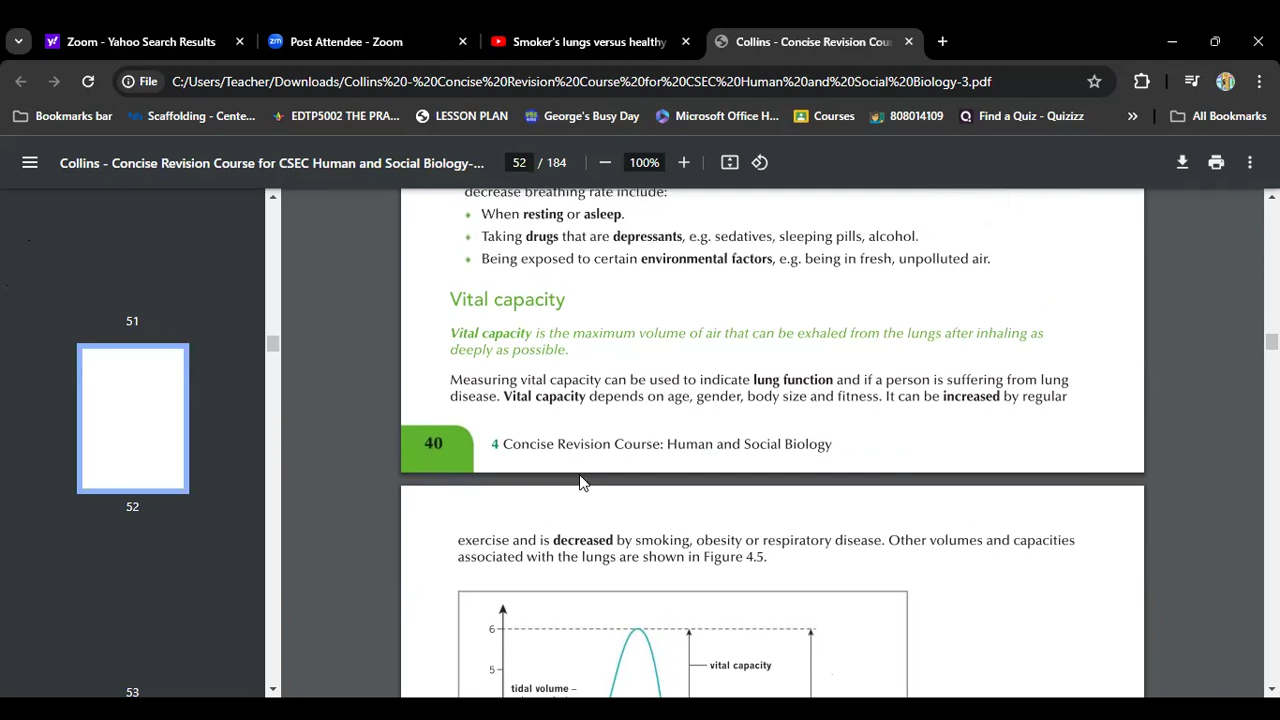 Zoom - Yahoo Search Results
Post Attendee - Zoom
Smoker's lungs versus healthy
Collins - Concise Revision Cour
File C:/Users/Teacher/Downloads/Collins%20-%20Concise%20Revision%20Course%20for%20CSEC%20Human%20and%20Social%20Biology-3.pdf
Bookmarks bar
Scaffolding - Cente...
EDTP5002 THE PRA...
LESSON PLAN
George's Busy Day
Microsoft Office H...
Courses
808014109
Find a Quiz - Quizizz
All Bookmarks
Collins - Concise Revision Course for CSEC Human and Social Biology-...
52 / 184
100%
51
52
53
decrease breathing rate include:
When resting or asleep.
Taking drugs that are depressants, e.g. sedatives, sleeping pills, alcohol.
Being exposed to certain environmental factors, e.g. being in fresh, unpolluted air.
Vital capacity
Vital capacity is the maximum volume of air that can be exhaled from the lungs after inhaling as
deeply as possible.
Measuring vital capacity can be used to indicate lung function and if a person is suffering from lung
disease. Vital capacity depends on age, gender, body size and fitness. It can be increased by regular
40
4 Concise Revision Course: Human and Social Biology
exercise and is decreased by smoking, obesity or respiratory disease. Other volumes and capacities
associated with the lungs are shown in Figure 4.5.
6
vital capacity
5
tidal volume –